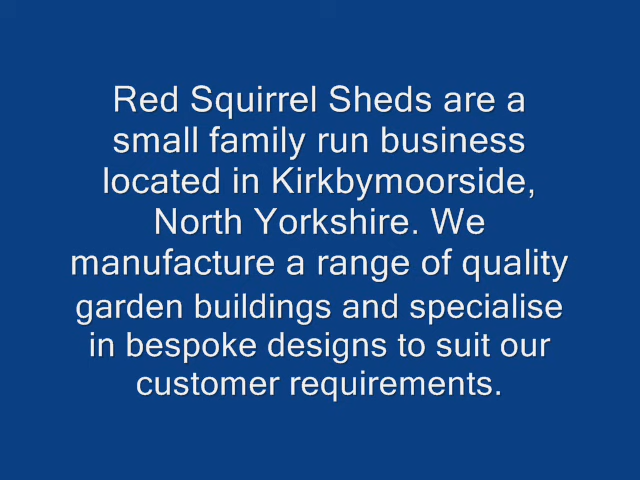 Red Squirrel Sheds are a
small family run business
located in Kirkbymoorside,
North Yorkshire. We
manufacture a range of quality
garden buildings and specialise
in bespoke designs to suit our
customer requirements.